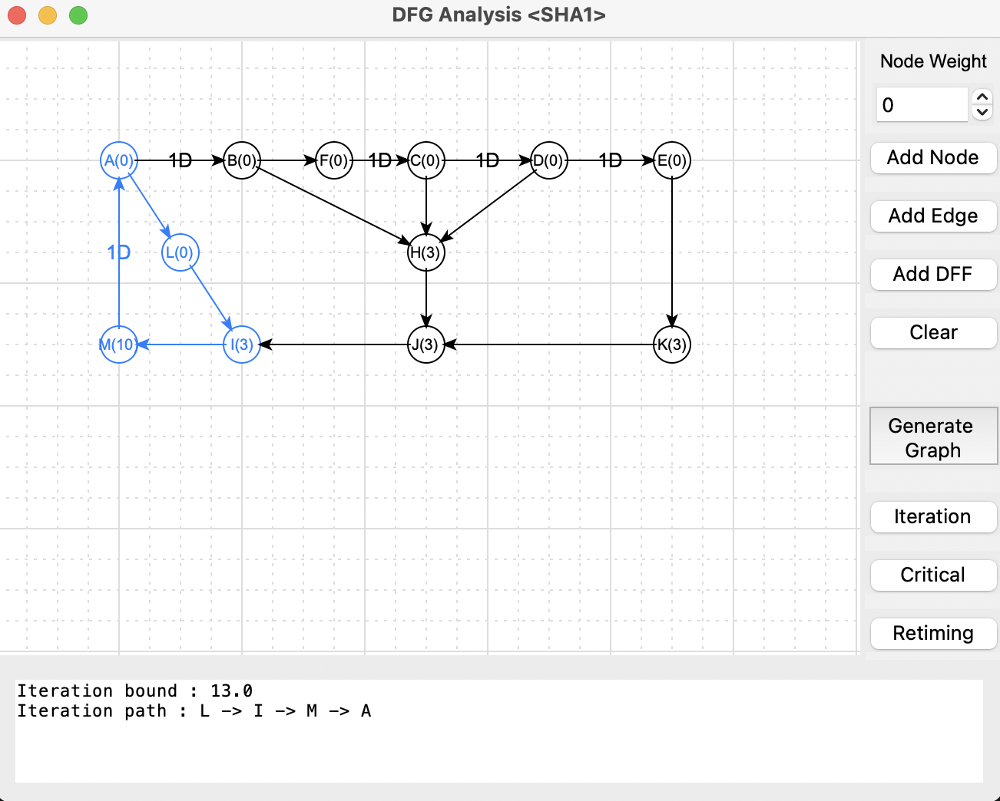 DFG Analysis <SHA1>
Node Weight
0
A(0) 1D B(0) F(0) 1D C(0) 1D D(0) 1D E(0)
Add Node
Add Edge
1D L(0) H(3)
Add DFF
M(10) I(3) J(3) K(3)
Clear
Generate
Graph
Iteration
Critical
Retiming
Iteration bound : 13.0
Iteration path : L -> I -> M -> A